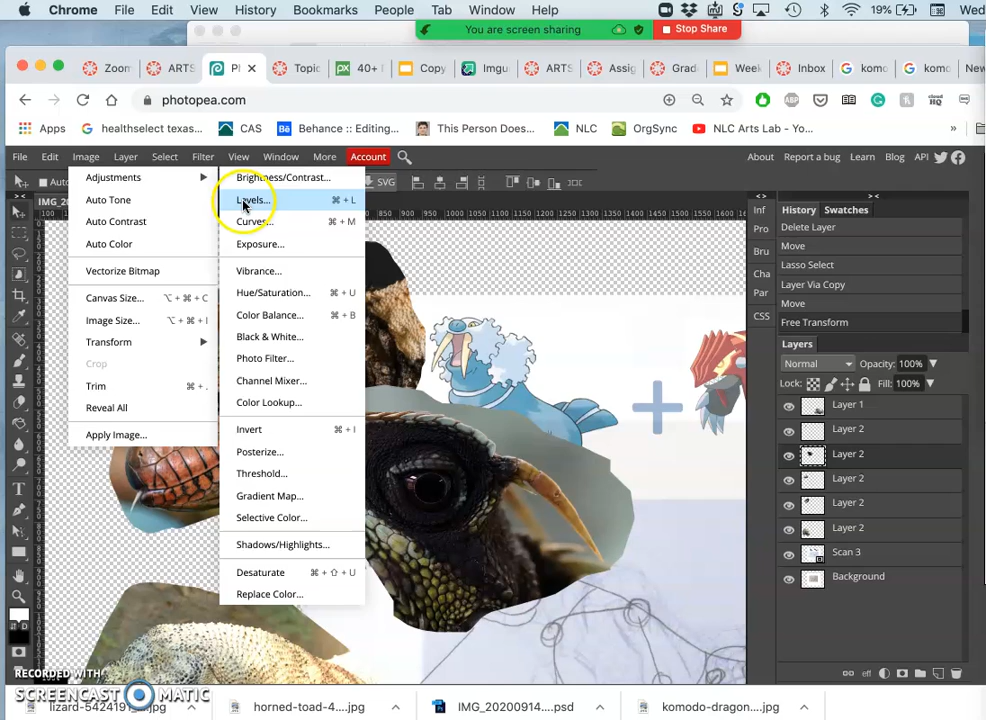 Chrome File Edit View History Bookmarks People Tab Window Help 19% Wed
You are screen sharing Stop Share
Zoom ARTS Topic 40+ Copy Imgu ARTS Assig Grad Week Inbox komo komo New
photopea.com
Apps healthselect texas... CAS Behance :: Editing... This Person Does... NLC OrgSync NLC Arts Lab - Yo... »
File Edit Image Layer Select Filter View Window More Account About Report a bug Learn Blog API
SVG
Adjustments
Auto Tone
Auto Contrast
Auto Color
Vectorize Bitmap
Canvas Size... ⌥ + ⌘ + C
Image Size... ⌥ + ⌘ + I
Transform
Crop
Trim ⌘ + .
Reveal All
Apply Image...
Brightness/Contrast...
Levels... ⌘ + L
Curves... ⌘ + M
Exposure...
Vibrance...
Hue/Saturation... ⌘ + U
Color Balance... ⌘ + B
Black & White...
Photo Filter...
Channel Mixer...
Color Lookup...
Invert ⌘ + I
Posterize...
Threshold...
Gradient Map...
Selective Color...
Shadows/Highlights...
Desaturate ⌘ + ⇧ + U
Replace Color...
Inf
Pro
Bru
Cha
Par
CSS
History Swatches
Delete Layer
Move
Lasso Select
Layer Via Copy
Move
Free Transform
Layers
Normal Opacity: 100%
Lock: Fill: 100%
Layer 1
Layer 2
Layer 2
Layer 2
Layer 2
Layer 2
Scan 3
Background
eff
RECORDED WITH
SCREENCAST MATIC
lizard-5424191_...jpg horned-toad-4....jpg IMG_20200914....psd komodo-dragon....jpg